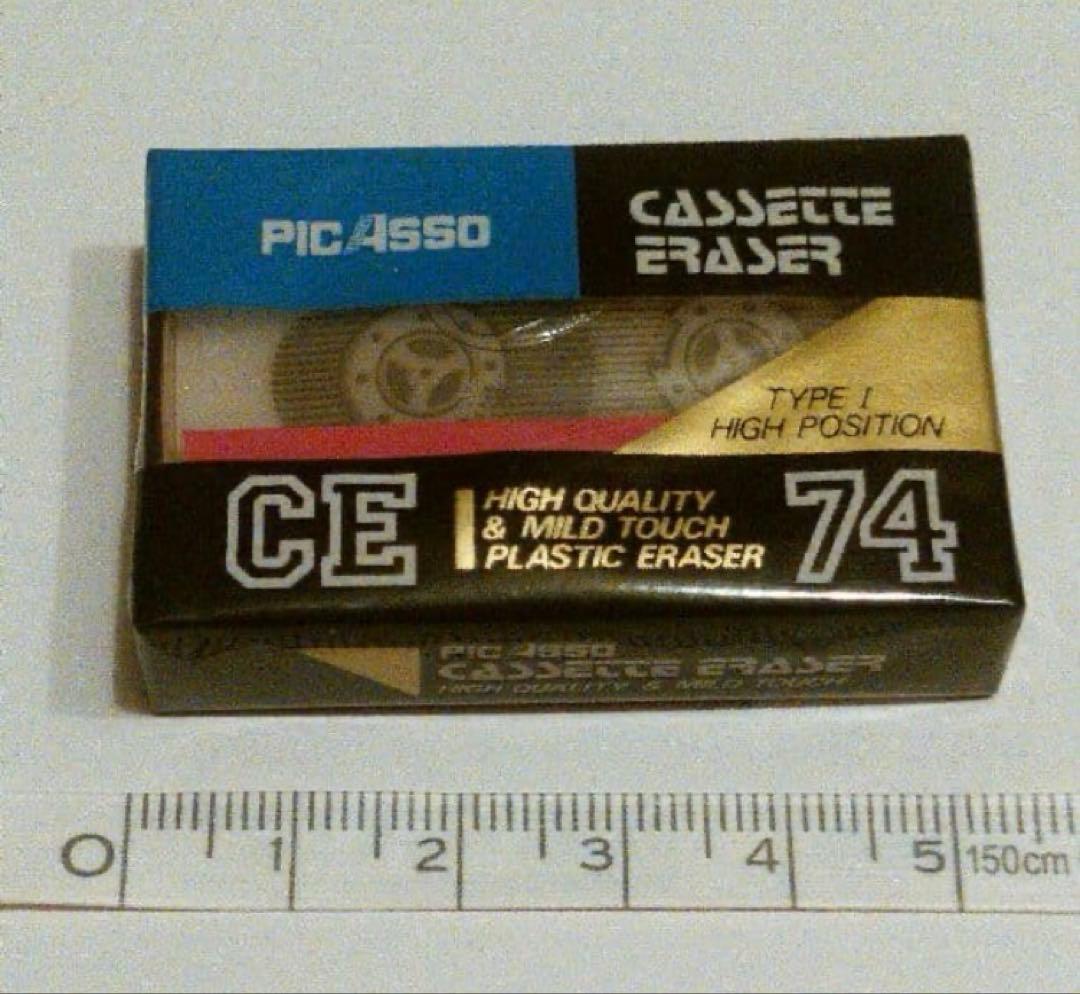 PICASSO
CASSETTE
ERASER
TYPE I
HIGH POSITION
CE
HIGH QUALITY
& MILD TOUCH
PLASTIC ERASER
74
PICASSO
CASSETTE ERASER
HIGH QUALITY & MILD TOUCH
0 1 2 3 4 5 150cm